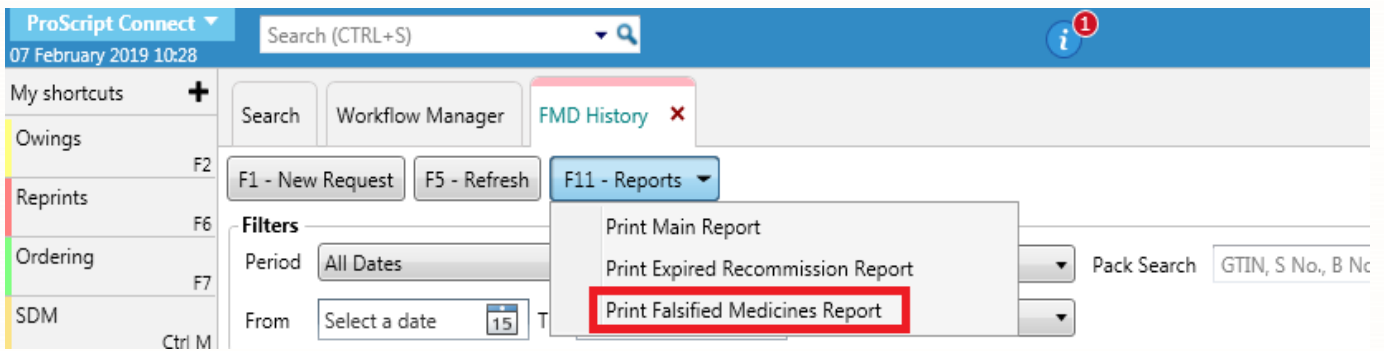 ProScript Connect
07 February 2019 10:28
Search (CTRL+S)
i
1
My shortcuts
Owings
F2
Reprints
F6
Ordering
F7
SDM
Ctrl M
Search
Workflow Manager
FMD History
F1 - New Request
F5 - Refresh
F11 - Reports
Print Main Report
Print Expired Recommission Report
Print Falsified Medicines Report
Filters
Period
All Dates
Pack Search
GTIN, S No., B No
From
Select a date
15
T